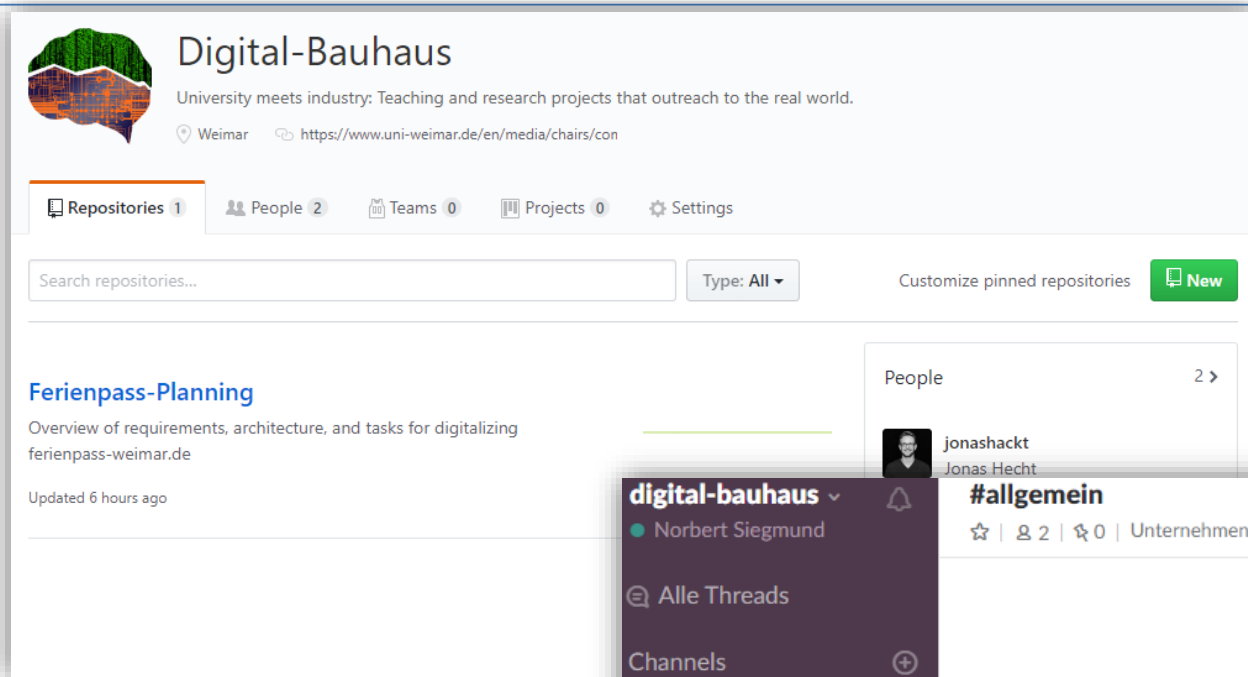 Digital-Bauhaus
University meets industry: Teaching and research projects that outreach to the real world.
Weimar https://www.uni-weimar.de/en/media/chairs/con
Repositories 1 People 2 Teams 0 Projects 0 Settings
Search repositories... Type: All Customize pinned repositories New
People 2
Ferienpass-Planning
Overview of requirements, architecture, and tasks for digitalizing
ferienpass-weimar.de
jonashackt
Jonas Hecht
Updated 6 hours ago
digital-bauhaus
Norbert Siegmund
Alle Threads
Channels
#allgemein
2 | 0 | Unternehmen